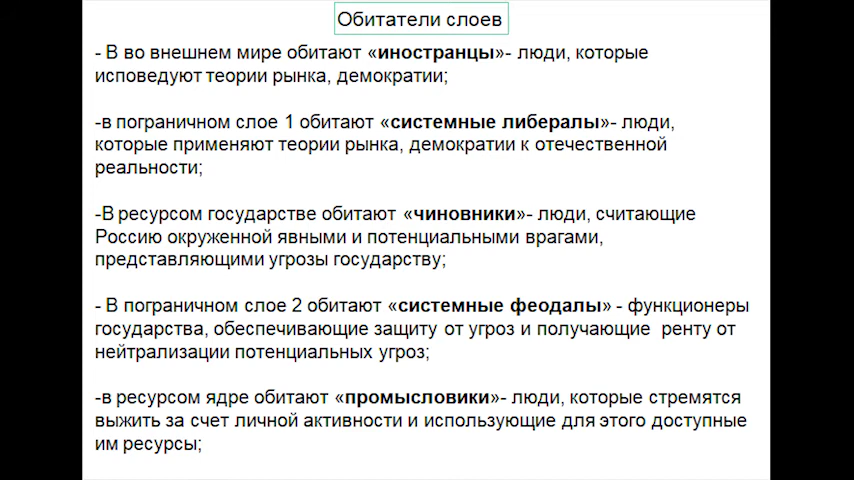 Обитатели слоев
- В во внешнем мире обитают «иностранцы»- люди, которые
исповедуют теории рынка, демократии;
-в пограничном слое 1 обитают «системные либералы»- люди,
которые применяют теории рынка, демократии к отечественной
реальности;
-В ресурсом государстве обитают «чиновники»- люди, считающие
Россию окруженной явными и потенциальными врагами,
представляющими угрозы государству;
- В пограничном слое 2 обитают «системные феодалы» - функционеры
государства, обеспечивающие защиту от угроз и получающие ренту от
нейтрализации потенциальных угроз;
-в ресурсом ядре обитают «промысловики»- люди, которые стремятся
выжить за счет личной активности и использующие для этого доступные
им ресурсы;